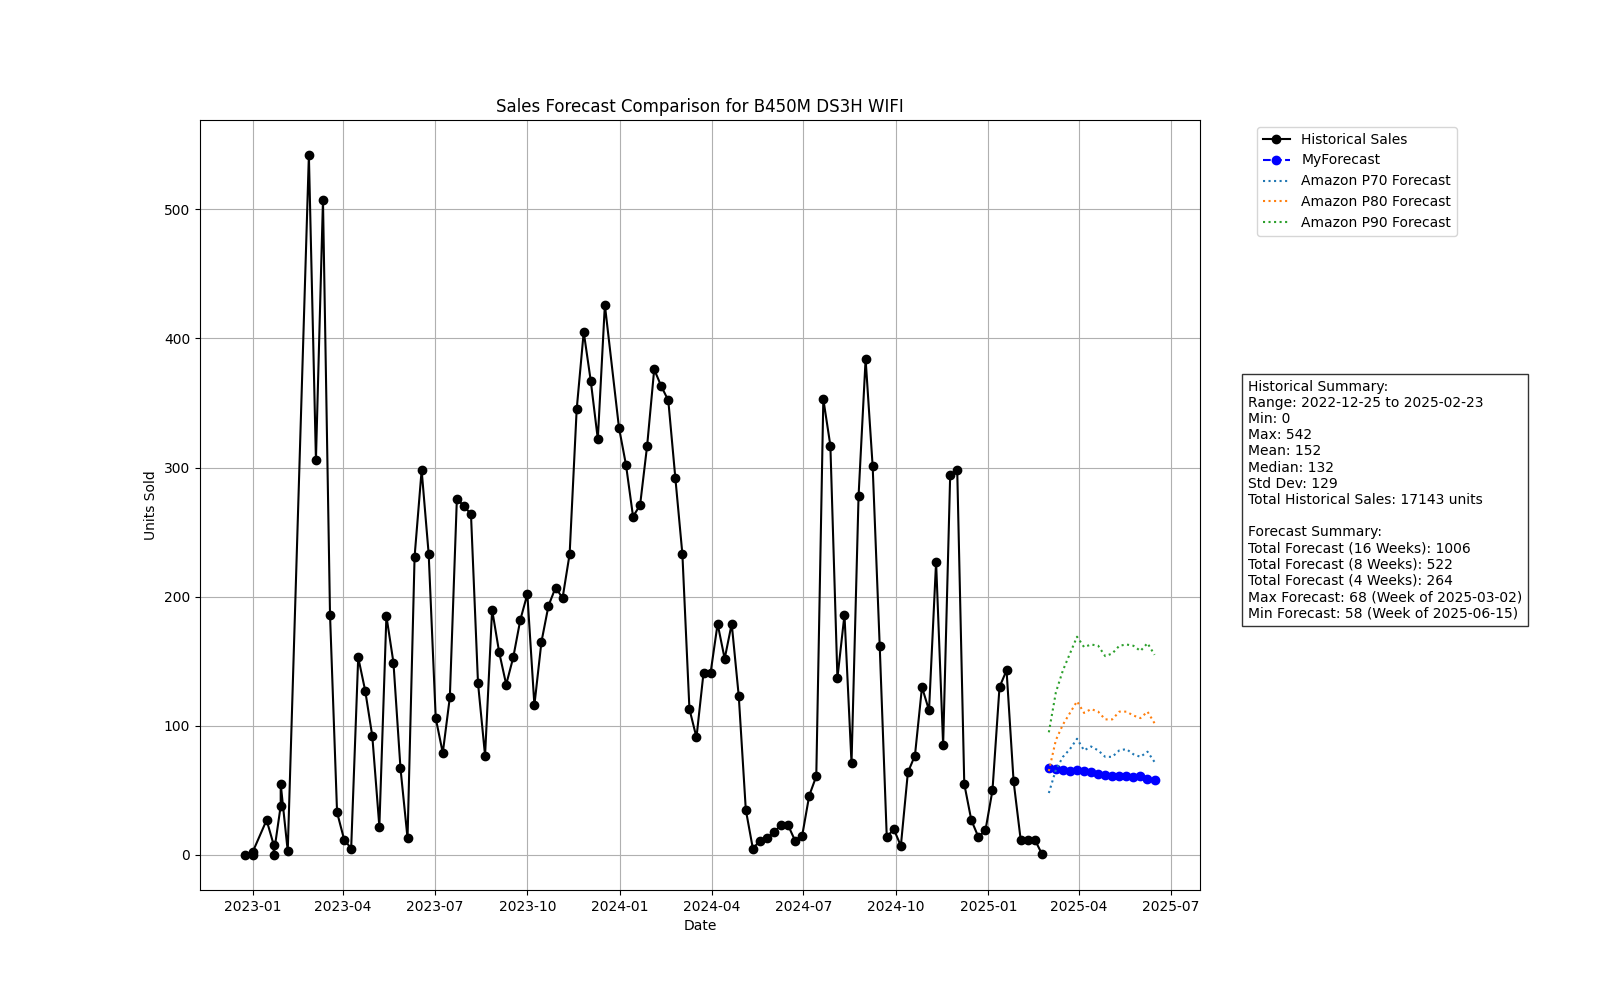 Sales Forecast Comparison for B450M DS3H WIFI
Historical Sales
MyForecast
Amazon P70 Forecast
Amazon P80 Forecast
Amazon P90 Forecast
500
400
300
200
100
0
Units Sold
Historical Summary:
Range: 2022-12-25 to 2025-02-23
Min: 0
Max: 542
Mean: 152
Median: 132
Std Dev: 129
Total Historical Sales: 17143 units
Forecast Summary:
Total Forecast (16 Weeks): 1006
Total Forecast (8 Weeks): 522
Total Forecast (4 Weeks): 264
Max Forecast: 68 (Week of 2025-03-02)
Min Forecast: 58 (Week of 2025-06-15)
2023-01 2023-04 2023-07 2023-10 2024-01 2024-04 2024-07 2024-10 2025-01 2025-04 2025-07
Date